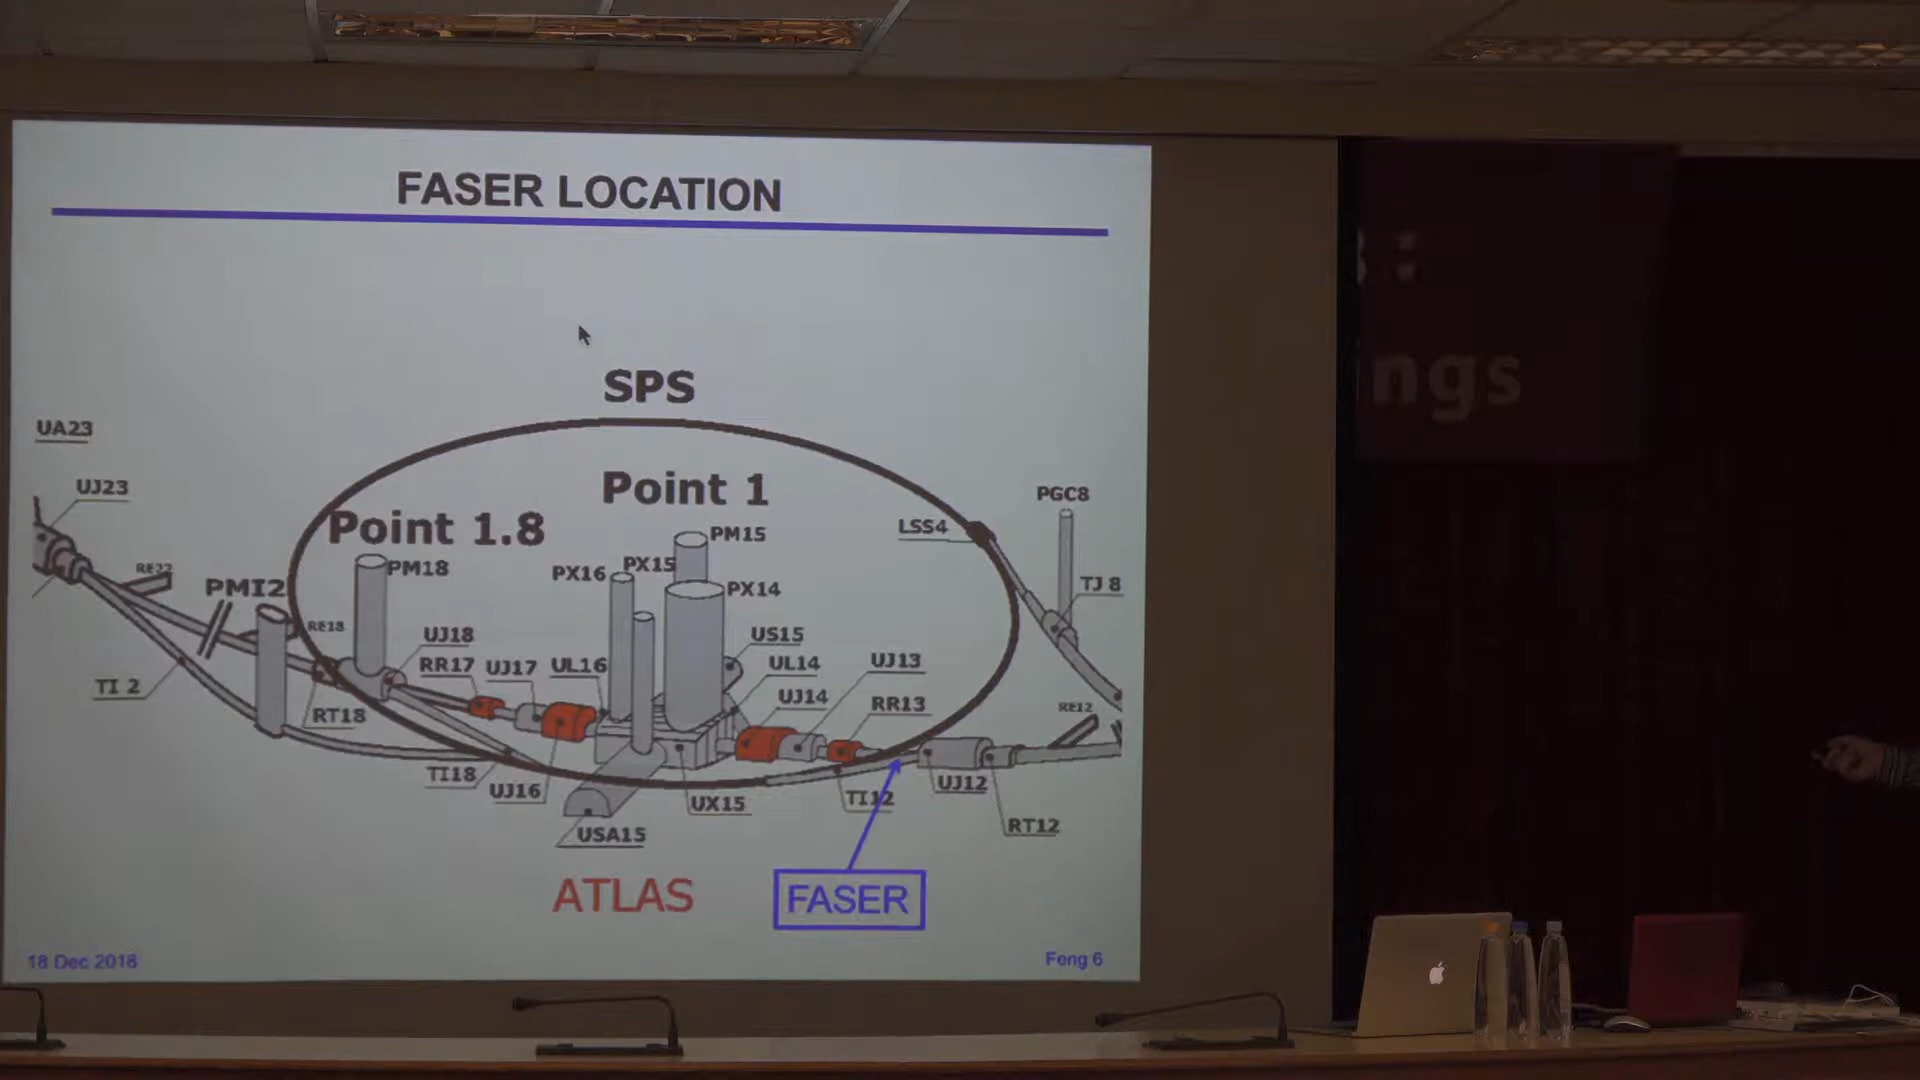 FASER LOCATION
SPS
UA23
Point 1
UJ23
PGC8
Point 1.8
LSS4
PM15
PX15
PM18
PX16
RE22
PMI2
PX14
TJ 8
RE18
UJ18
US15
RR17
UJ17
UL16
UL14
UJ13
TI 2
UJ14
RR13
RT18
RE12
TI18
UJ16
UX15
TI12
UJ12
USA15
RT12
ATLAS
FASER
18 Dec 2018
Feng 6
ngs